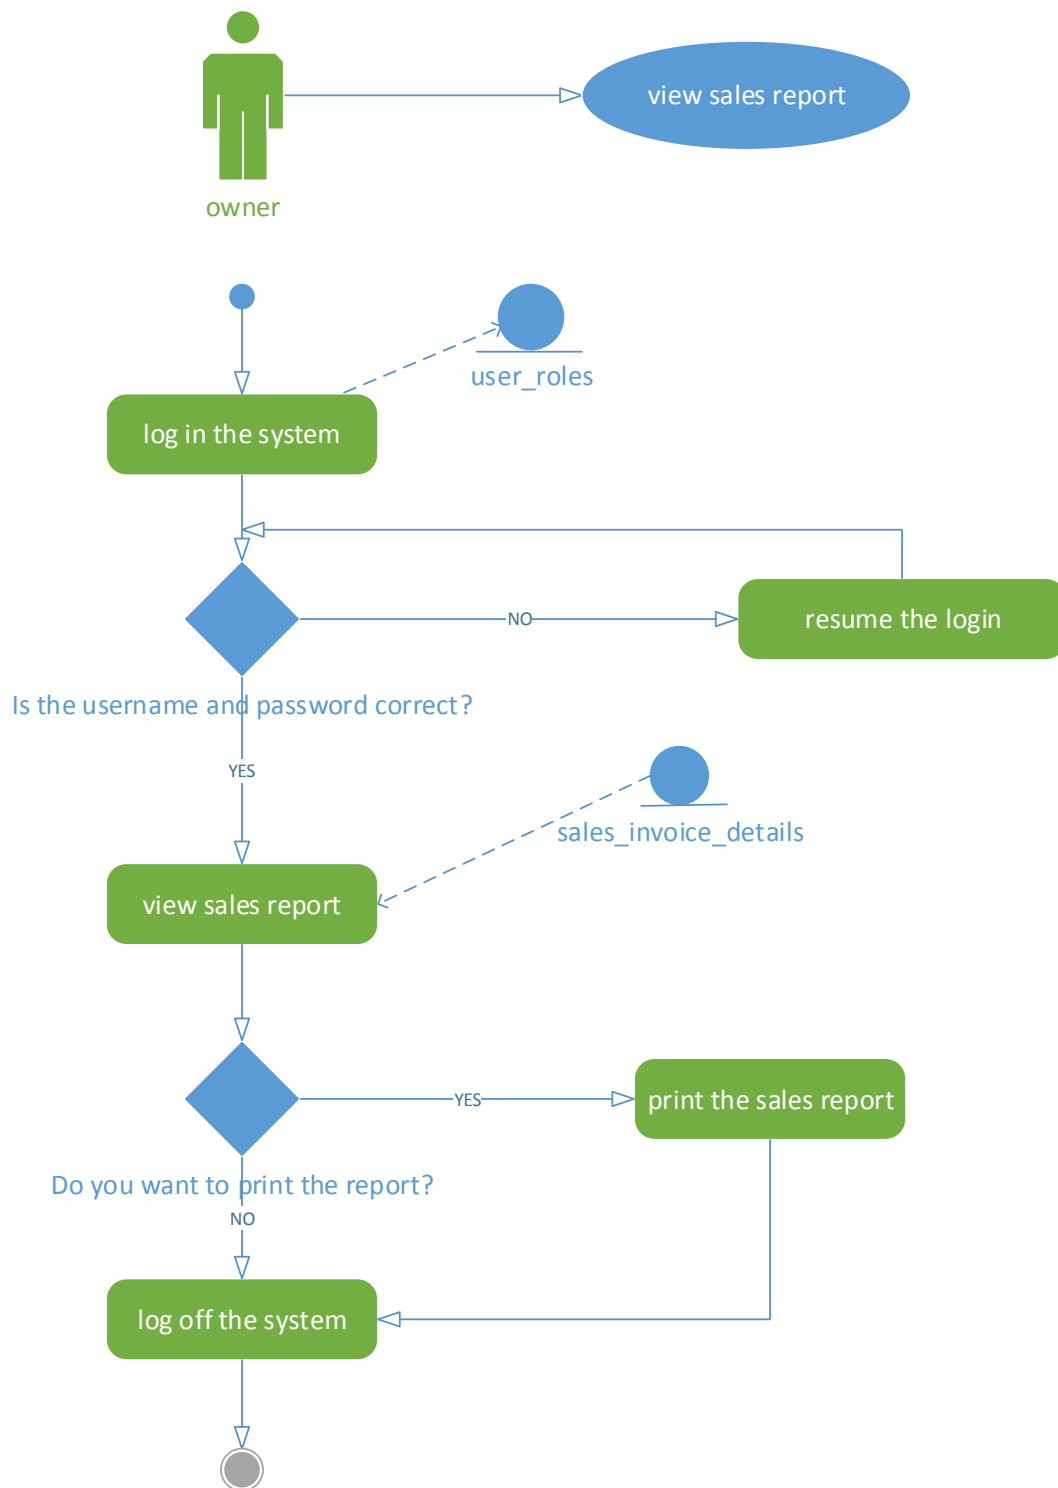 view sales report
owner
user_roles
log in the system
NO
resume the login
Is the username and password correct?
YES
sales_invoice_details
view sales report
YES
print the sales report
Do you want to print the report?
NO
log off the system